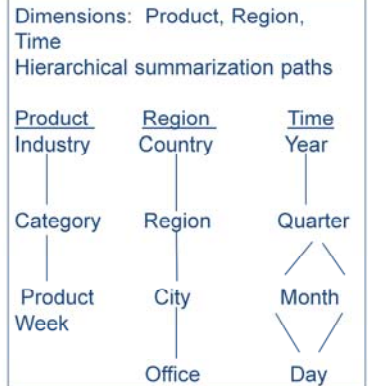 Dimensions: Product, Region,
Time
Hierarchical summarization paths
Product Region Time
Industry Country Year
Category Region Quarter
Product City Month
Week
Office Day